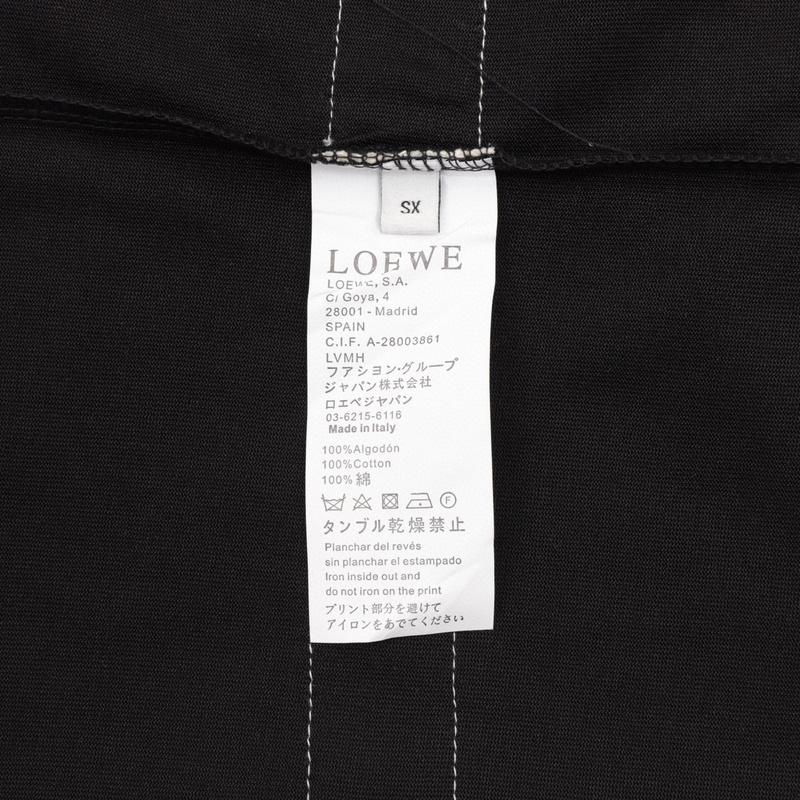 SX
LOEWE
LOEWE, S.A.
C/ Goya, 4
28001 - Madrid
SPAIN
C.I.F. A-28003861
LVMH
ファション・グループ
ジャパン株式会社
ロエベジャパン
03-6215-6116
Made in Italy
100%Algodón
100%Cotton
100% 綿
F
タンブル乾燥禁止
Planchar del revés
sin planchar el estampado
Iron inside out and
do not iron on the print
プリント部分を避けて
アイロンをあでてください